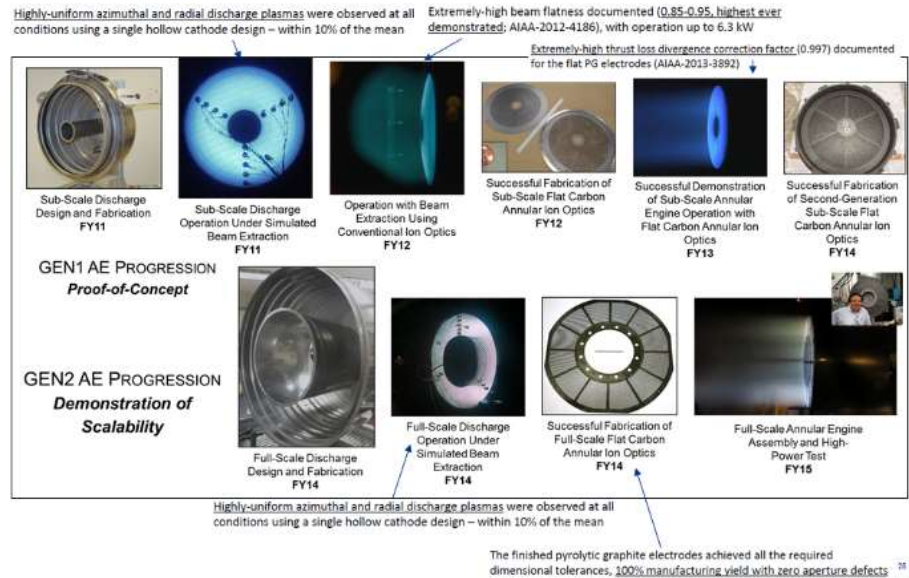 Highly-uniform azimuthal and radial discharge plasmas were observed at all
conditions using a single hollow cathode design – within 10% of the mean
Extremely-high beam flatness documented (0.85-0.95, highest ever
demonstrated; AIAA-2012-4186), with operation up to 6.3 kW
Extremely-high thrust loss divergence correction factor (0.997) documented
for the flat PG electrodes (AIAA-2013-3892)
Sub-Scale Discharge
Design and Fabrication
FY11
Sub-Scale Discharge
Operation Under Simulated
Beam Extraction
FY11
Operation with Beam
Extraction Using
Conventional Ion Optics
FY12
Successful Fabrication of
Sub-Scale Flat Carbon
Annular Ion Optics
FY12
Successful Demonstration
of Sub-Scale Annular
Engine Operation with
Flat Carbon Annular Ion
Optics
FY13
Successful Fabrication
of Second-Generation
Sub-Scale Flat
Carbon Annular Ion
Optics
FY14
GEN1 AE PROGRESSION
Proof-of-Concept
GEN2 AE PROGRESSION
Demonstration of
Scalability
Full-Scale Discharge
Design and Fabrication
FY14
Full-Scale Discharge
Operation Under
Simulated Beam
Extraction
FY14
Successful Fabrication of
Full-Scale Flat Carbon
Annular Ion Optics
FY14
Full-Scale Annular Engine
Assembly and High-
Power Test
FY15
Highly-uniform azimuthal and radial discharge plasmas were observed at all
conditions using a single hollow cathode design – within 10% of the mean
The finished pyrolytic graphite electrodes achieved all the required
dimensional tolerances, 100% manufacturing yield with zero aperture defects